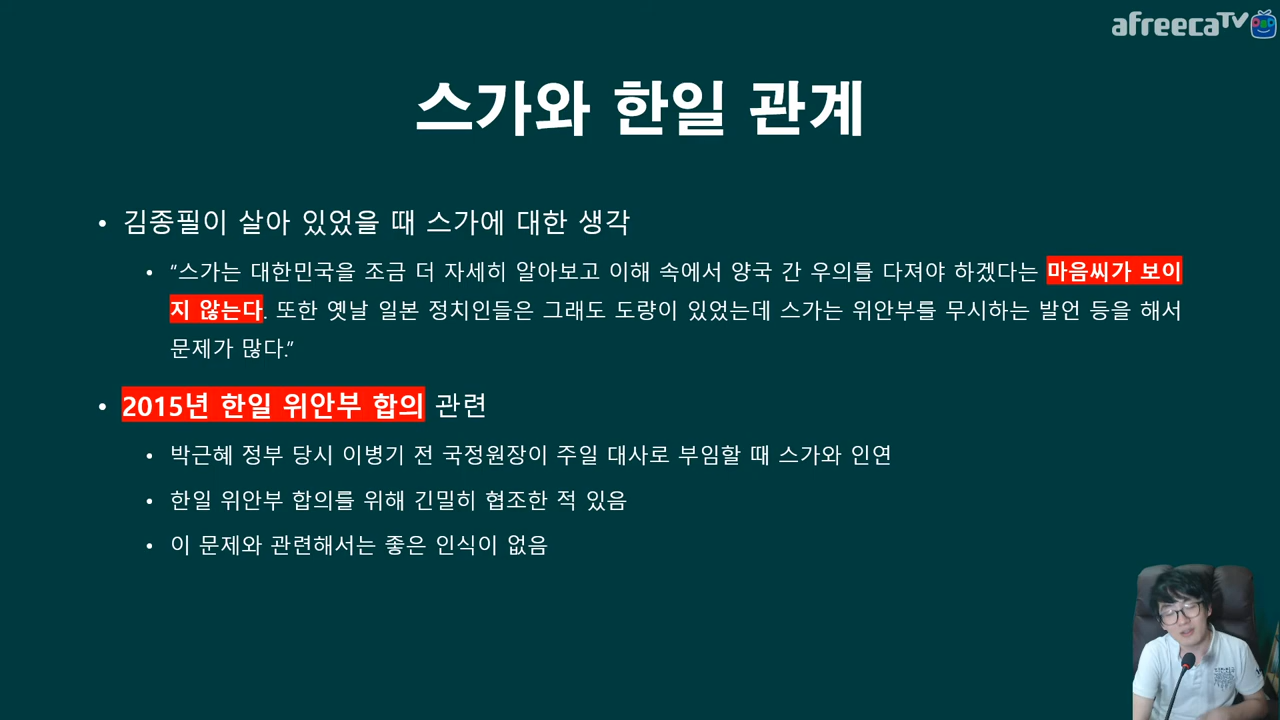 afreecaTV
스가와 한일 관계
• 김종필이 살아 있었을 때 스가에 대한 생각
• “스가는 대한민국을 조금 더 자세히 알아보고 이해 속에서 양국 간 우의를 다져야 하겠다는 마음씨가 보이
지 않는다. 또한 옛날 일본 정치인들은 그래도 도량이 있었는데 스가는 위안부를 무시하는 발언 등을 해서
문제가 많다.”
• 2015년 한일 위안부 합의 관련
• 박근혜 정부 당시 이병기 전 국정원장이 주일 대사로 부임할 때 스가와 인연
• 한일 위안부 합의를 위해 긴밀히 협조한 적 있음
• 이 문제와 관련해서는 좋은 인식이 없음